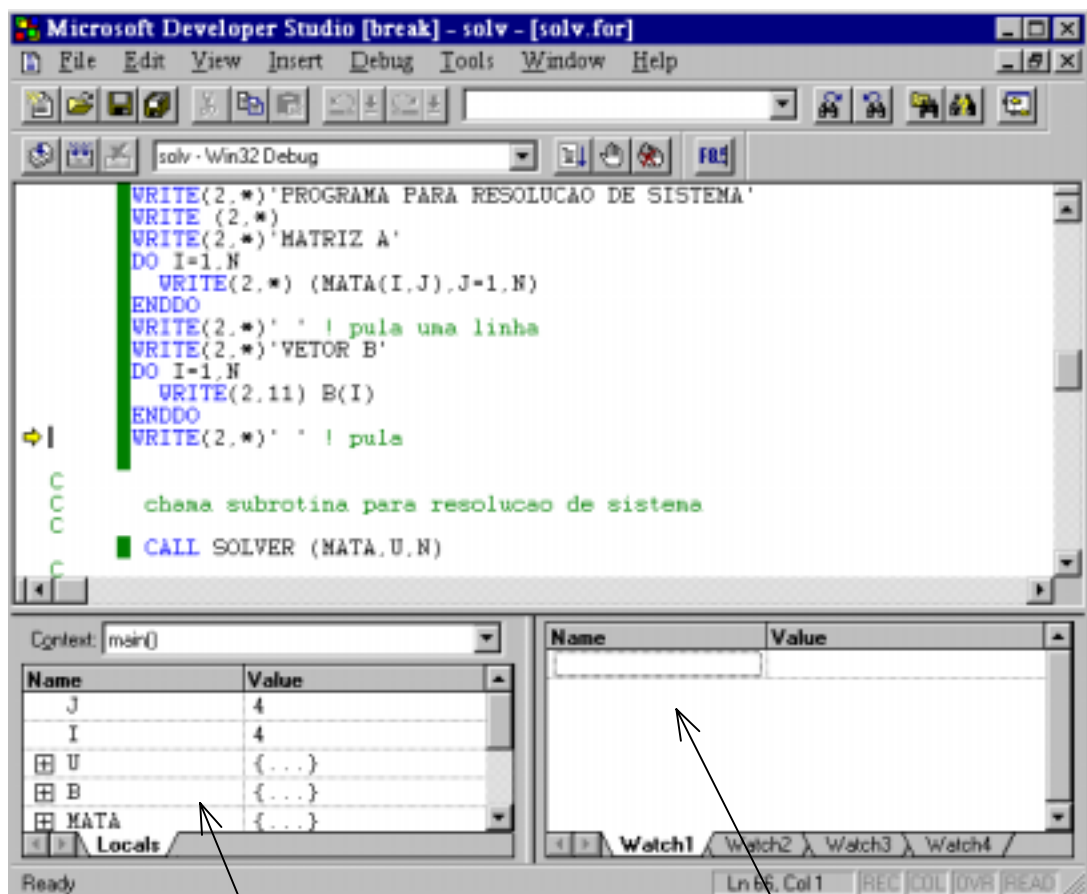 Microsoft Developer Studio [break] - solv - [solv.for]
File Edit View Insert Debug Tools Window Help
solv - Win32 Debug
WRITE(2,*)'PROGRAMA PARA RESOLUCAO DE SISTEMA'
WRITE (2,*)
WRITE(2,*)'MATRIZ A'
DO I=1,N
WRITE(2,*) (MATA(I,J),J=1,N)
ENDDO
WRITE(2,*)' ' ! pula uma linha
WRITE(2,*)'VETOR B'
DO I=1,N
WRITE(2,11) B(I)
ENDDO
WRITE(2,*)' ' ! pula
C
C chama subrotina para resolucao de sistema
C
CALL SOLVER (MATA,U,N)
C
Context: main()
Name Value
J 4
I 4
U {...}
B {...}
MATA {...}
Locals
Name Value
Watch1 Watch2 Watch3 Watch4
Ready Ln 66, Col 1 REC COL OVR READ